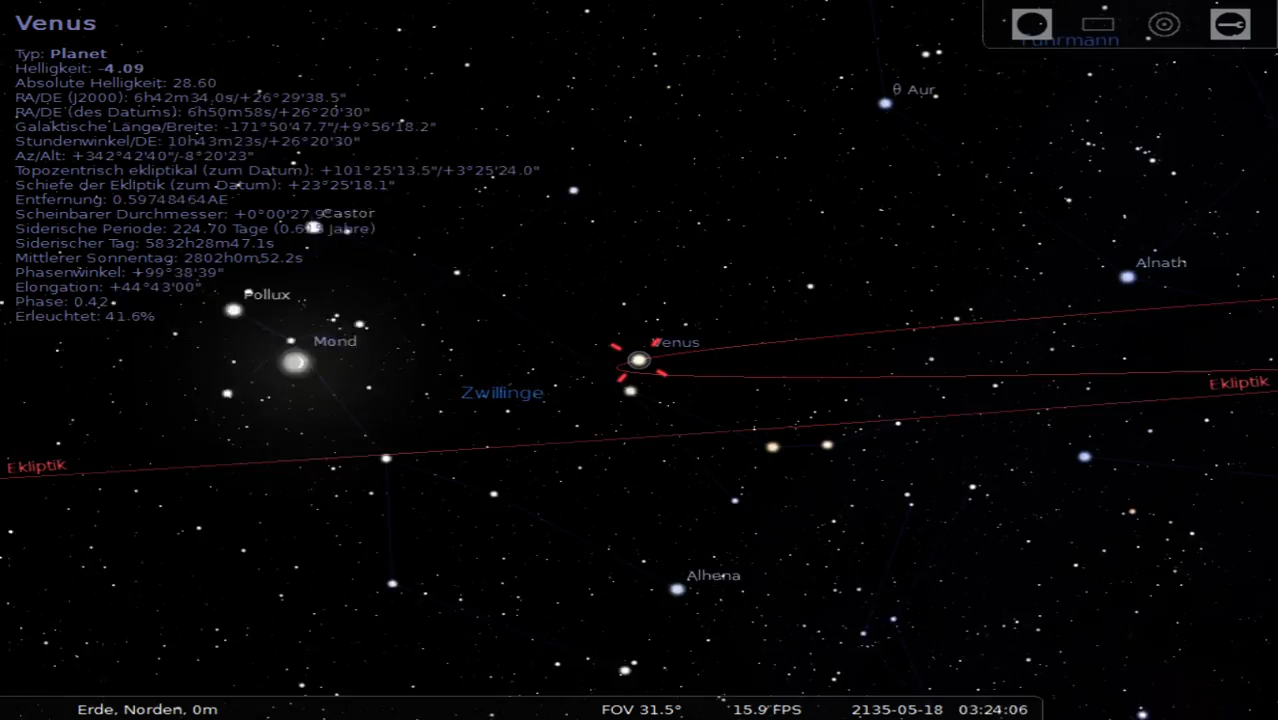 Venus
Typ: Planet
Helligkeit: -4.09
Absolute Helligkeit: 28.60
RA/DE (J2000): 6h42m34.0s/+26°29'38.5"
RA/DE (des Datums): 6h50m58s/+26°20'30"
Galaktische Länge/Breite: -171°50'47.7"/+9°56'18.2"
Stundenwinkel/DE: 10h43m23s/+26°20'30"
Az/Alt: +342°42'40"/-8°20'23"
Topozentrisch ekliptikal (zum Datum): +101°25'13.5"/+3°25'24.0"
Schiefe der Ekliptik (zum Datum): +23°25'18.1"
Entfernung: 0.59748464AE
Scheinbarer Durchmesser: +0°00'27.9"
Siderische Periode: 224.70 Tage Jahre)
Siderischer Tag: 5832h28m47.1s
Mittlerer Sonnentag: 2802h0m52.2s
Phasenwinkel: +99°38'39"
Elongation: +44°43'00"
Phase: 0.42
Erleuchtet: 41.6%
Fuhrmann
θ Aur
Castor
Alnath
Pollux
Mond
Venus
Zwillinge
Ekliptik
Ekliptik
Alhena
Erde, Norden, 0m
FOV 31.5°
15.9 FPS
2135-05-18 03:24:06